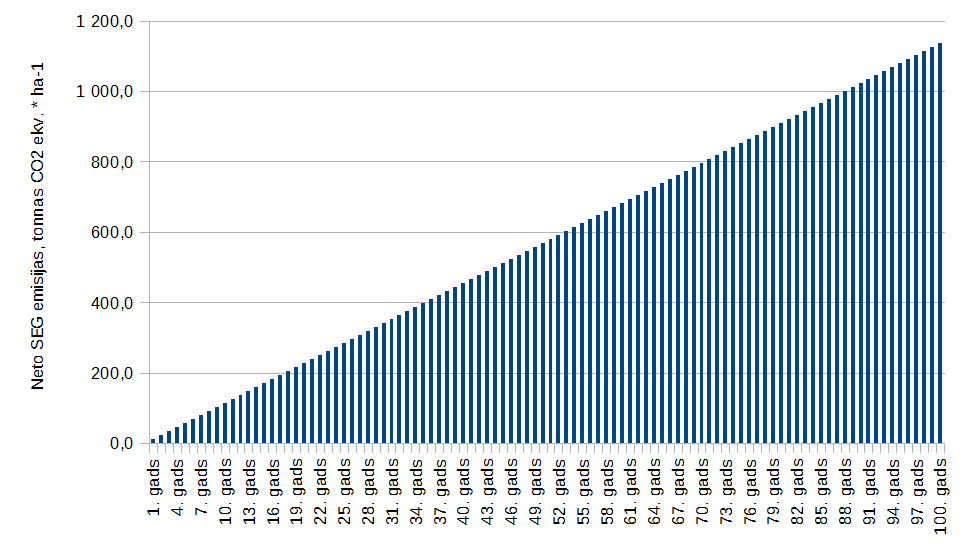 Neto SEG emisijas, tonnas CO2 ekv. * ha-1
1 200,0
1 000,0
800,0
600,0
400,0
200,0
0,0
1. gads
4. gads
7. gads
10. gads
13. gads
16. gads
19. gads
22. gads
25. gads
28. gads
31. gads
34. gads
37. gads
40. gads
43. gads
46. gads
49. gads
52. gads
55. gads
58. gads
61. gads
64. gads
67. gads
70. gads
73. gads
76. gads
79. gads
82. gads
85. gads
88. gads
91. gads
94. gads
97. gads
100. gads